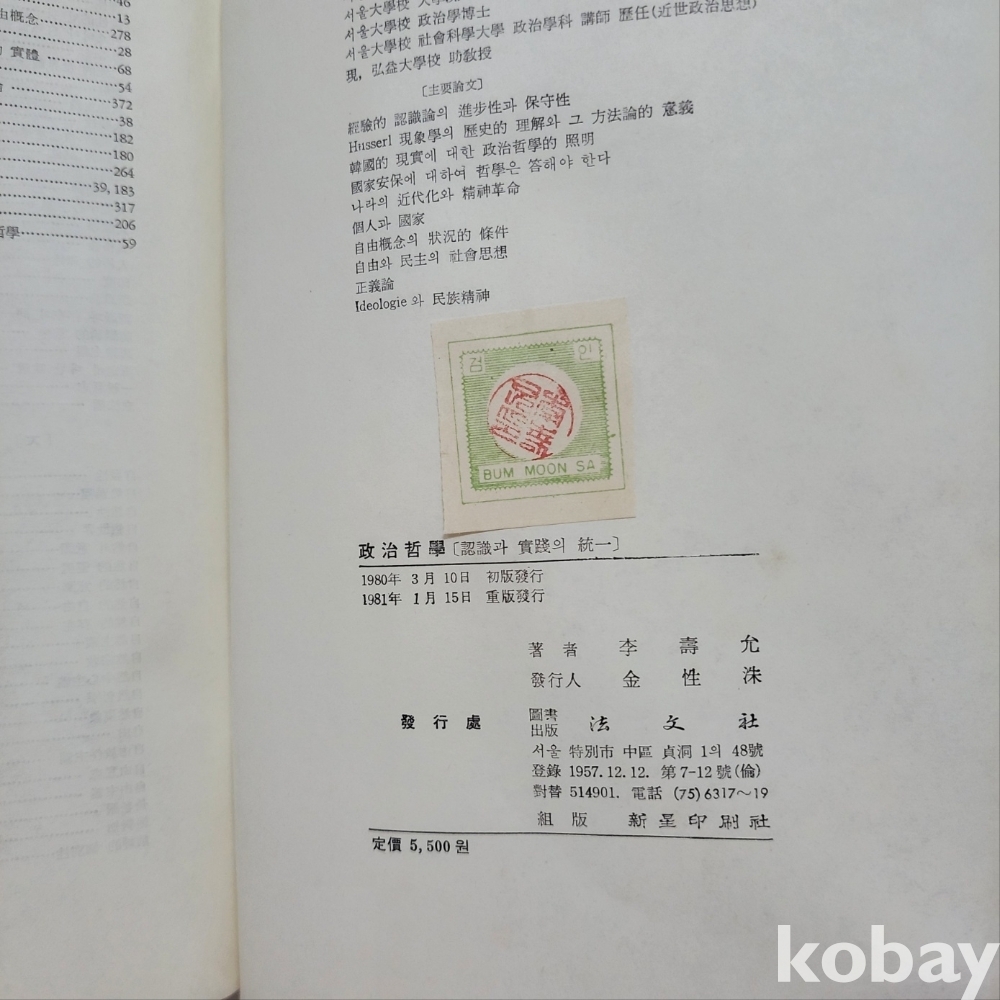 46
由概念
13
278
28
的 實體
68
54
372
38
182
180
264
39, 183
317
206
哲學
59
서울大學校
서울大學校 政治學博士
서울大學校 社會科學大學 政治學科 講師 歷任(近世政治思想)
現, 弘益大學校 助敎授
〔主要論文〕
經驗的 認識論의 進步性과 保守性
Husserl 現象學의 歷史的 理解와 그 方法論的 意義
韓國的 現實에 대한 政治哲學的 照明
國家安保에 대하여 哲學은 答해야 한다
나라의 近代化와 精神革命
個人과 國家
自由槪念의 狀況的 條件
自由와 民主의 社會思想
正義論
Ideologie와 民族精神
검 인
BUM MOON SA
政治哲學〔認識과 實踐의 統一〕
1980年 3月 10日 初版發行
1981年 1月 15日 重版發行
著者 李壽允
發行人 金性洙
發行處 圖書出版 法文社
서울 特別市 中區 貞洞 1의 48號
登錄 1957.12.12. 第7-12號(倫)
對替 514901. 電話 (75)6317～19
組版 新星印刷社
定價 5,500원
kobay